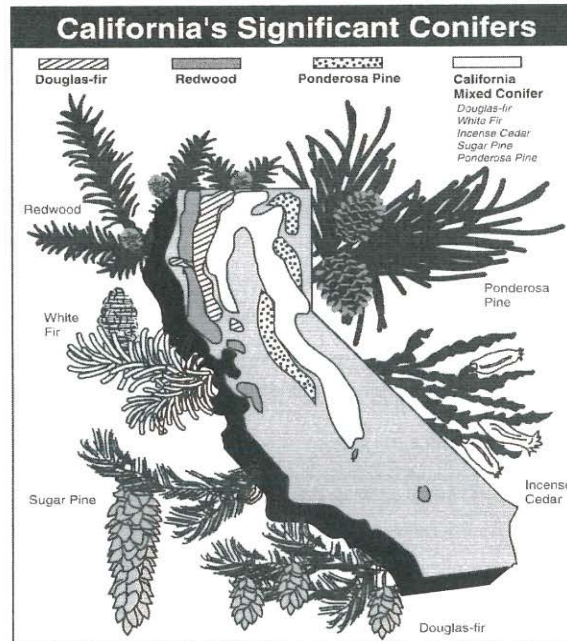 California's Significant Conifers
Douglas-fir
Redwood
Ponderosa Pine
California
Mixed Conifer
Douglas-fir
White Fir
Incense Cedar
Sugar Pine
Ponderosa Pine
Redwood
Ponderosa
Pine
White
Fir
Sugar Pine
Incense
Cedar
Douglas-fir